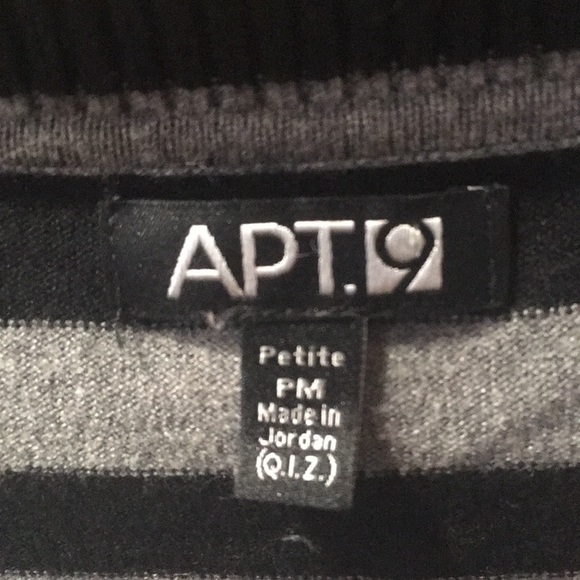 APT.9
Petite
PM
Made in
Jordan
(Q.I.Z.)